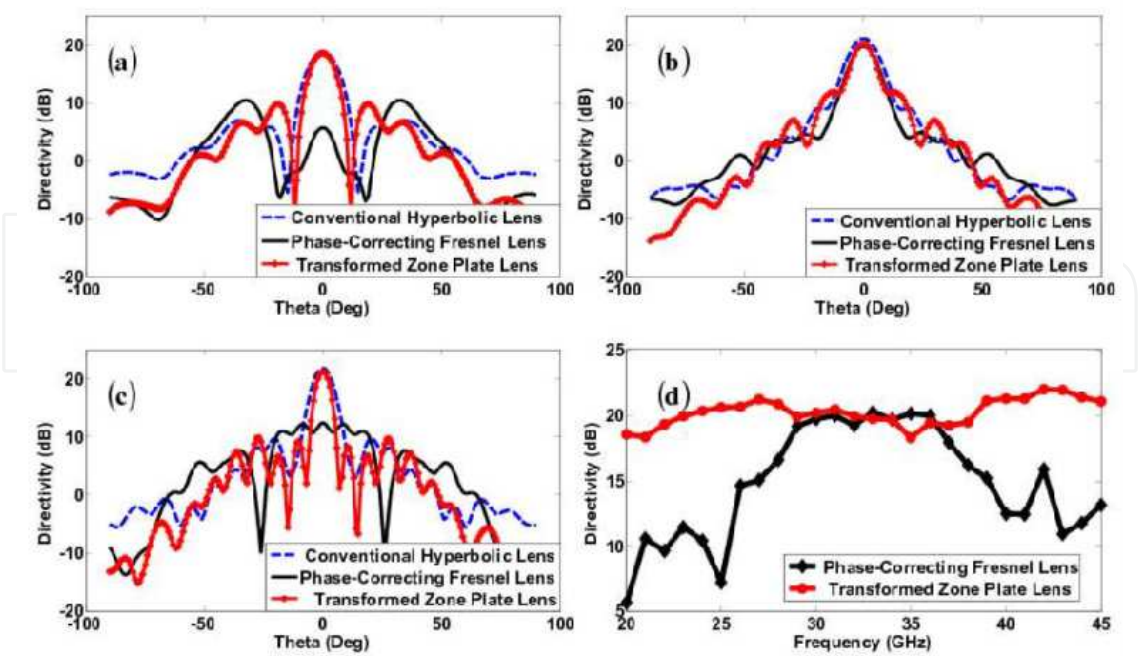 (a)
20
10
0
-10
-20
-100
-50
0
50
100
Directivity (dB)
Theta (Deg)
Conventional Hyperbolic Lens
Phase-Correcting Fresnel Lens
Transformed Zone Plate Lens
(b)
20
10
0
-10
-20
-100
-50
0
50
100
Directivity (dB)
Theta (Deg)
Conventional Hyperbolic Lens
Phase-Correcting Fresnel Lens
Transformed Zone Plate Lens
(c)
20
10
0
-10
-20
-100
-50
0
50
100
Directivity (dB)
Theta (Deg)
Conventional Hyperbolic Lens
Phase-Correcting Fresnel Lens
Transformed Zone Plate Lens
(d)
25
20
15
10
5
20
25
30
35
40
45
Directivity (dB)
Frequency (GHz)
Phase-Correcting Fresnel Lens
Transformed Zone Plate Lens